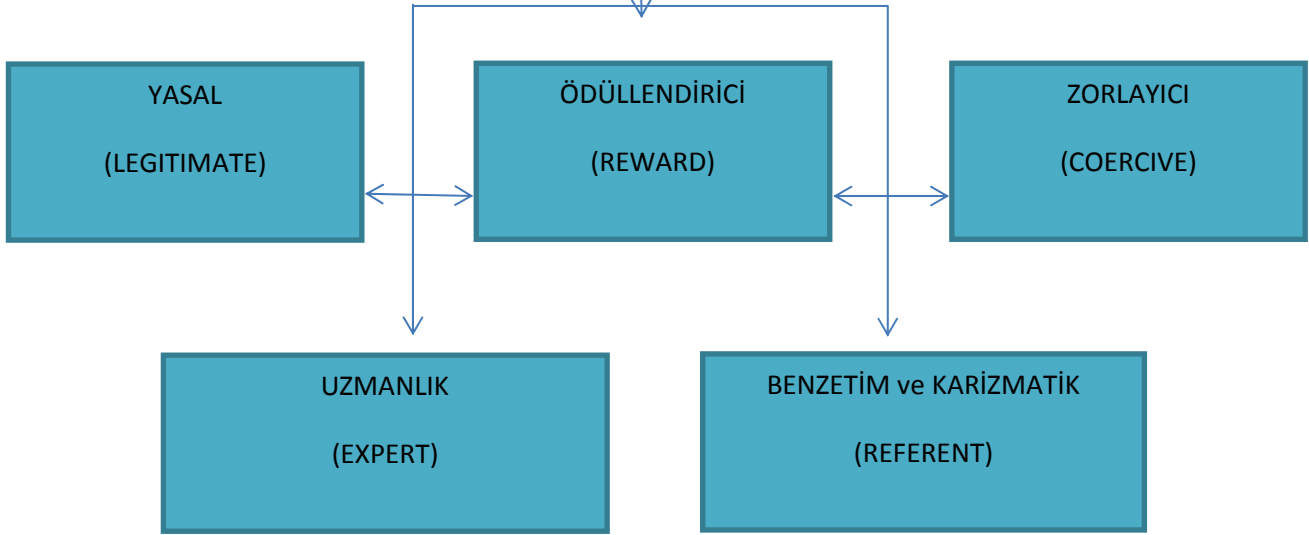 YASAL
(LEGITIMATE)
ÖDÜLLENDİRİCİ
(REWARD)
ZORLAYICI
(COERCIVE)
UZMANLIK
(EXPERT)
BENZETİM ve KARİZMATİK
(REFERENT)